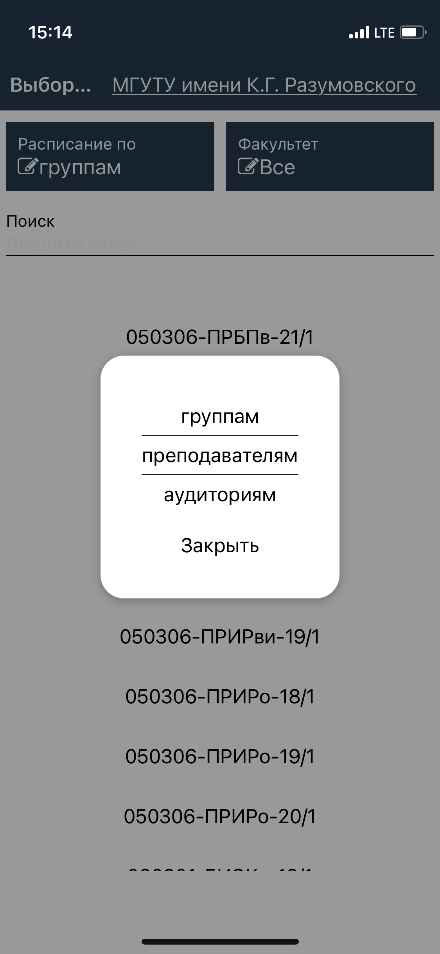 15:14 LTE
Выбор... МГУТУ имени К.Г. Разумовского
Расписание по
группам
Факультет
Все
Поиск
Введите текст
050306-ПРБПв-21/1
группам
преподавателям
аудиториям
Закрыть
050306-ПРИРви-19/1
050306-ПРИРо-18/1
050306-ПРИРо-19/1
050306-ПРИРо-20/1